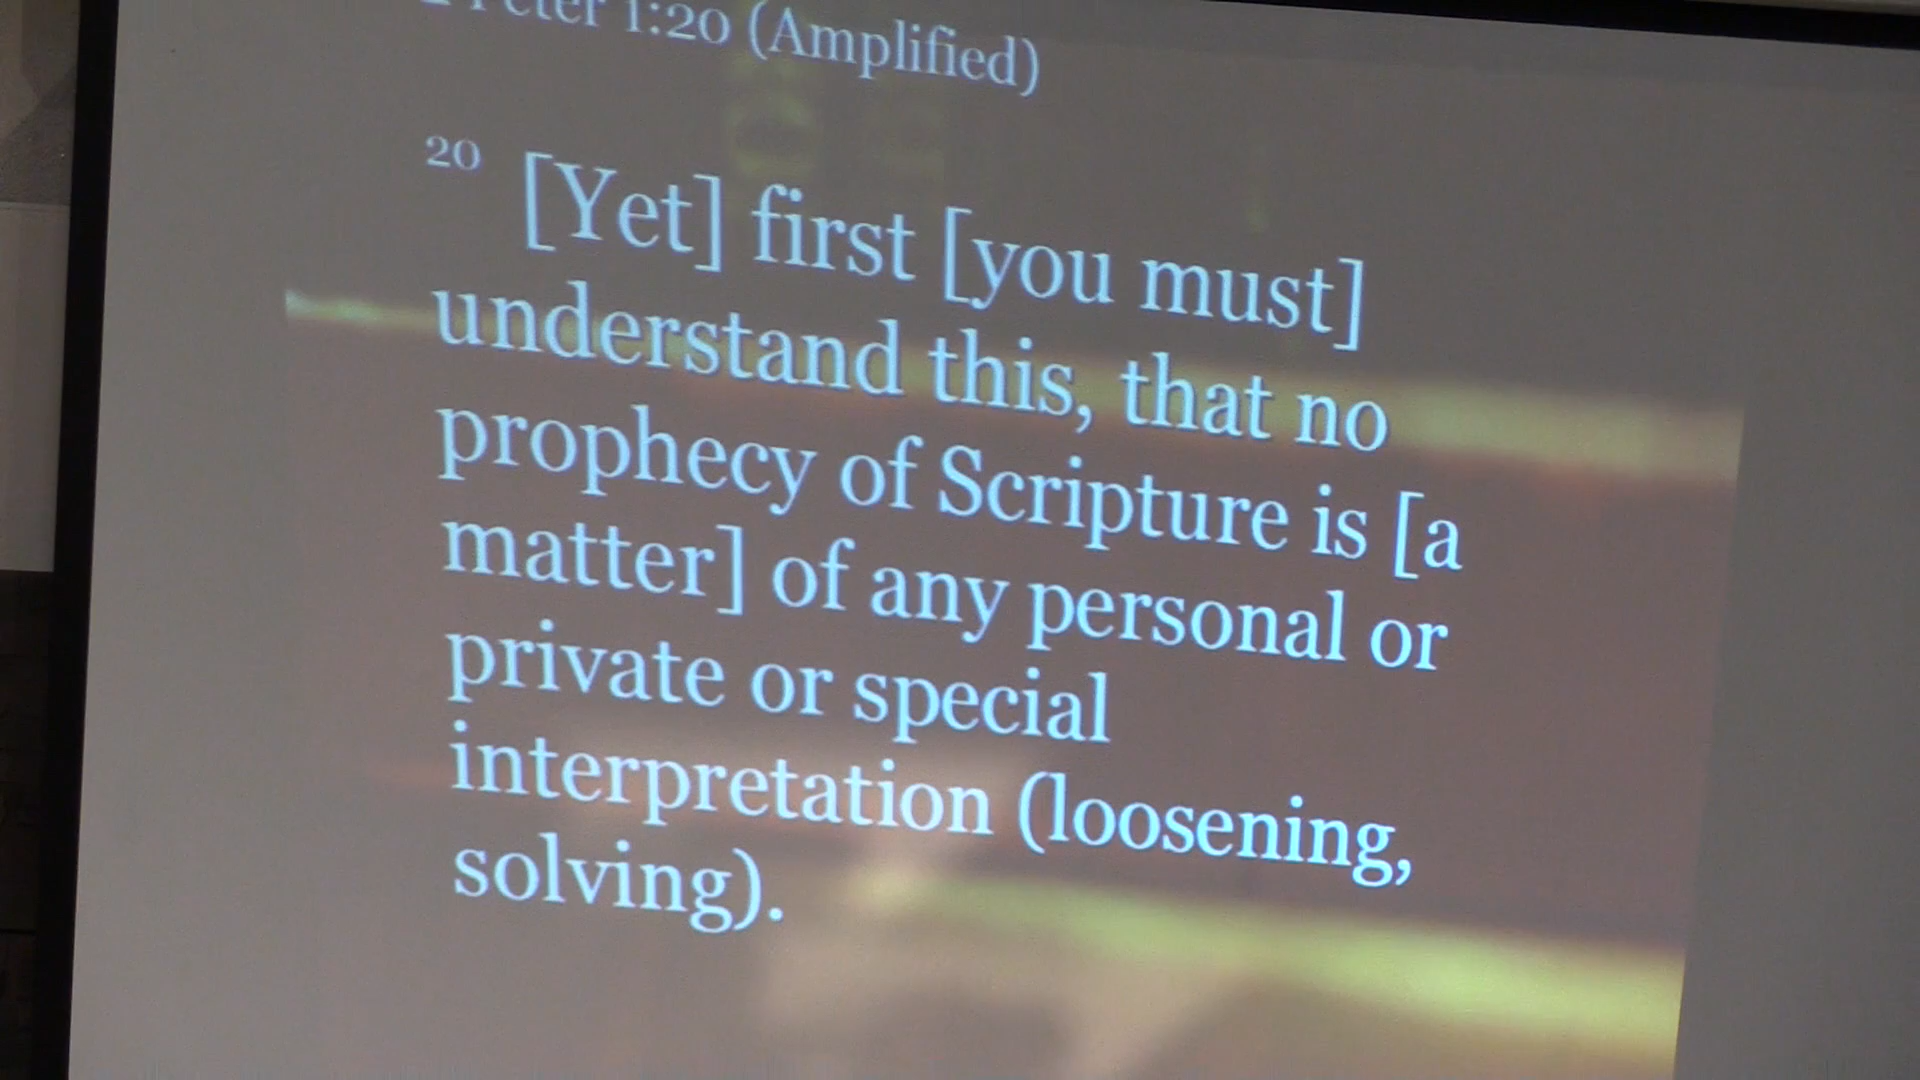 Peter 1:20 (Amplified)
20 [Yet] first [you must]
understand this, that no
prophecy of Scripture is [a
matter] of any personal or
private or special
interpretation (loosening,
solving).